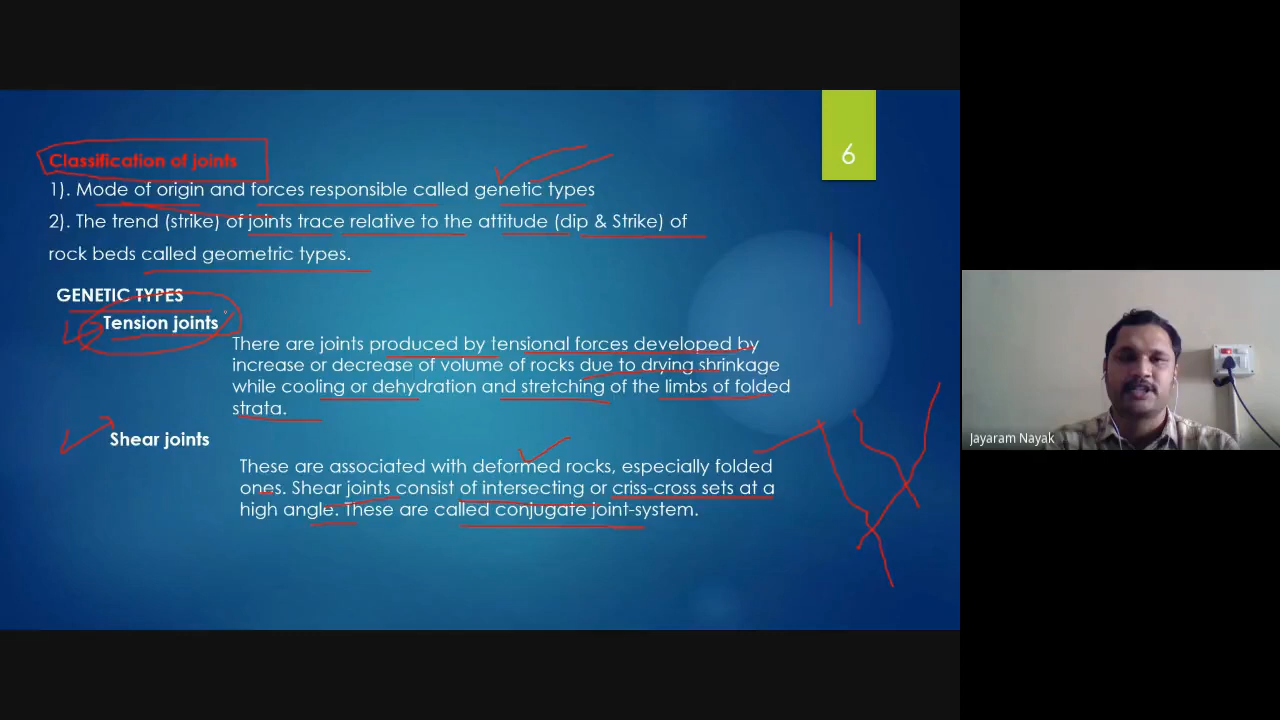 6
Classification of joints
1). Mode of origin and forces responsible called genetic types
2). The trend (strike) of joints trace relative to the attitude (dip & Strike) of
rock beds called geometric types.
GENETIC TYPES
Tension joints
There are joints produced by tensional forces developed by
increase or decrease of volume of rocks due to drying shrinkage
while cooling or dehydration and stretching of the limbs of folded
strata.
Shear joints
These are associated with deformed rocks, especially folded
ones. Shear joints consist of intersecting or criss-cross sets at a
high angle. These are called conjugate joint-system.
Jayaram Nayak